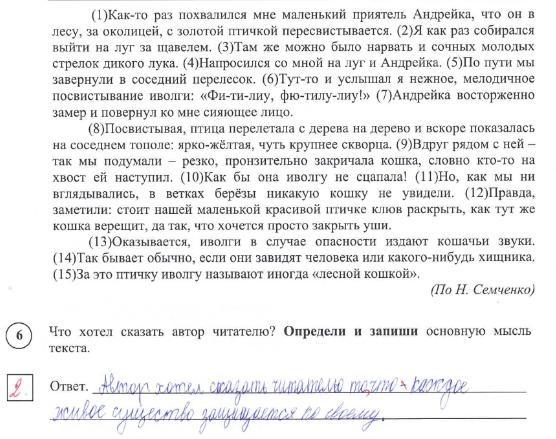 (1)Как-то раз похвалился мне маленький приятель Андрейка, что он в
лесу, за околицей, с золотой птичкой пересвистывается. (2)Я как раз собирался
выйти на луг за щавелем. (3)Там же можно было нарвать и сочных молодых
стрелок дикого лука. (4)Напросился со мной на луг и Андрейка. (5)По пути мы
завернули в соседний перелесок. (6)Тут-то и услышал я нежное, мелодичное
посвистывание иволги: «Фи-ти-лиу, фю-тилу-лиу!» (7)Андрейка восторженно
замер и повернул ко мне сияющее лицо.
(8)Посвистывая, птица перелетала с дерева на дерево и вскоре показалась
на соседнем тополе: ярко-жёлтая, чуть крупнее скворца. (9)Вдруг рядом с ней –
так мы подумали – резко, пронзительно закричала кошка, словно кто-то на
хвост ей наступил. (10)Как бы она иволгу не сцапала! (11)Но, как мы ни
вглядывались, в ветках берёзы никакую кошку не увидели. (12)Правда,
заметили: стоит нашей маленькой красивой птичке клюв раскрыть, как тут же
кошка верещит, да так, что хочется просто закрыть уши.
(13)Оказывается, иволги в случае опасности издают кошачьи звуки.
(14)Так бывает обычно, если они завидят человека или какого-нибудь хищника.
(15)За это птичку иволгу называют иногда «лесной кошкой».
(По Н. Семченко)
6 Что хотел сказать автор читателю? Определи и запиши основную мысль
текста.
2. Ответ. Автор хотел сказать читателю то,что - каждое
живое существо защищается по своему.